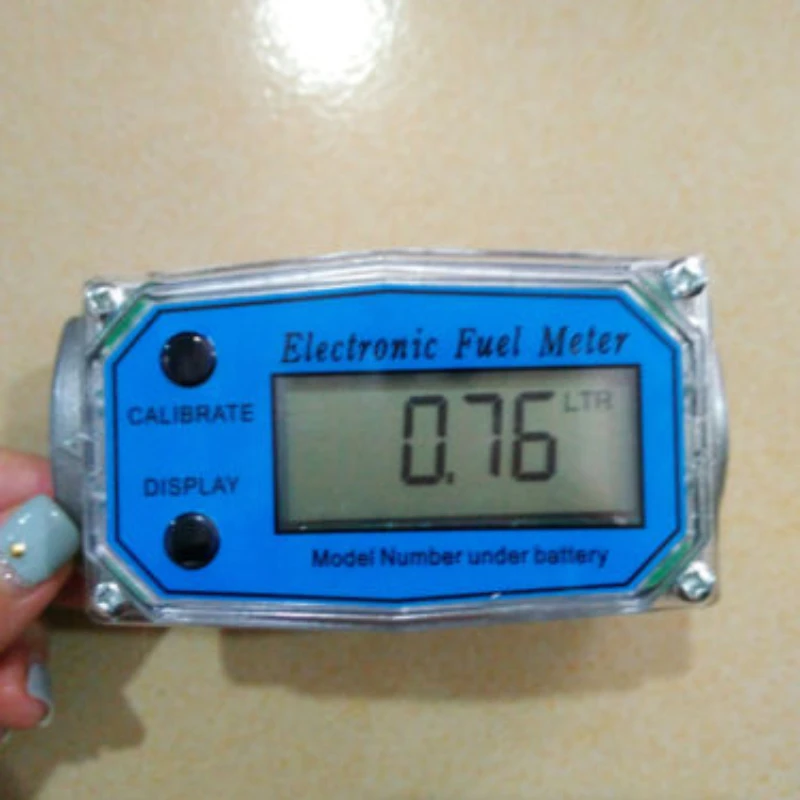 Electronic Fuel Meter
CALIBRATE
0.76 LTR
DISPLAY
Model Number under battery